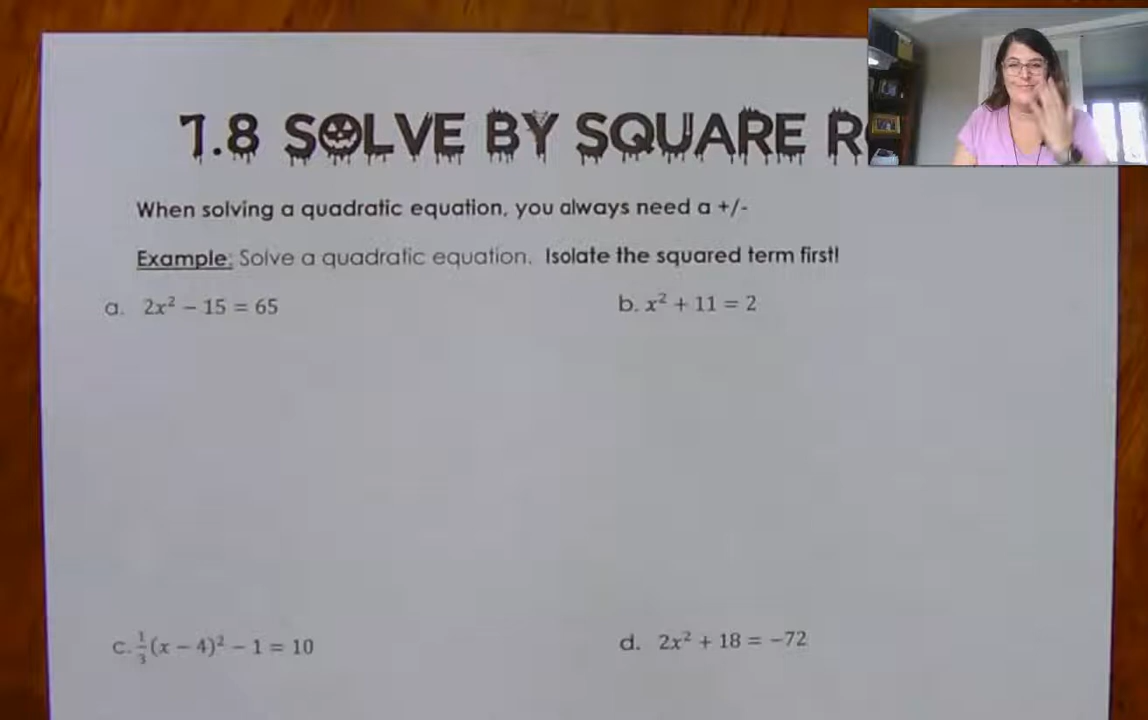 1.8 SOLVE BY SQUARE
When solving a quadratic equation, you always need a +/-
Example: Solve a quadratic equation. Isolate the squared term first!
a. 2x² − 15 = 65
b. x² + 11 = 2
c. ⅓(x − 4)² − 1 = 10
d. 2x² + 18 = −72